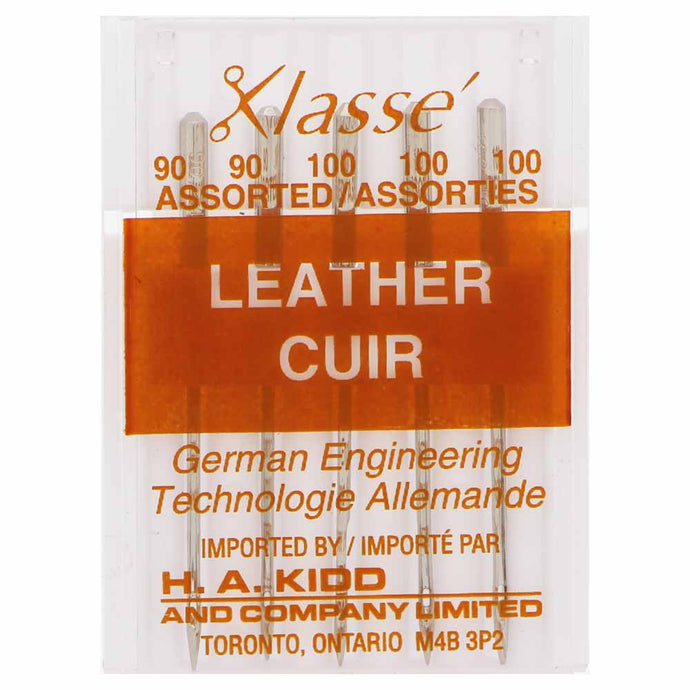 Klassé
90 90 100 100 100
ASSORTED/ASSORTIES
LEATHER
CUIR
German Engineering
Technologie Allemande
IMPORTED BY / IMPORTÉ PAR
H. A. KIDD
AND COMPANY LIMITED
TORONTO, ONTARIO M4B 3P2